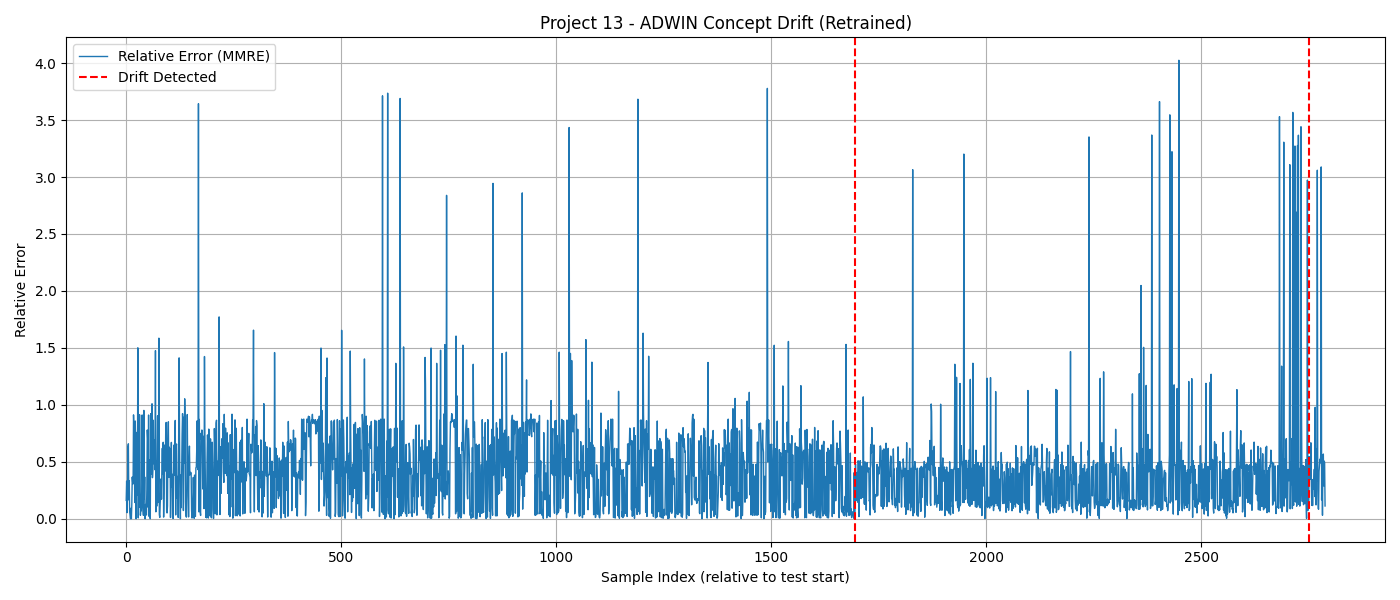 Project 13 - ADWIN Concept Drift (Retrained)
Relative Error (MMRE)
Drift Detected
Relative Error
4.0
3.5
3.0
2.5
2.0
1.5
1.0
0.5
0.0
0 500 1000 1500 2000 2500
Sample Index (relative to test start)